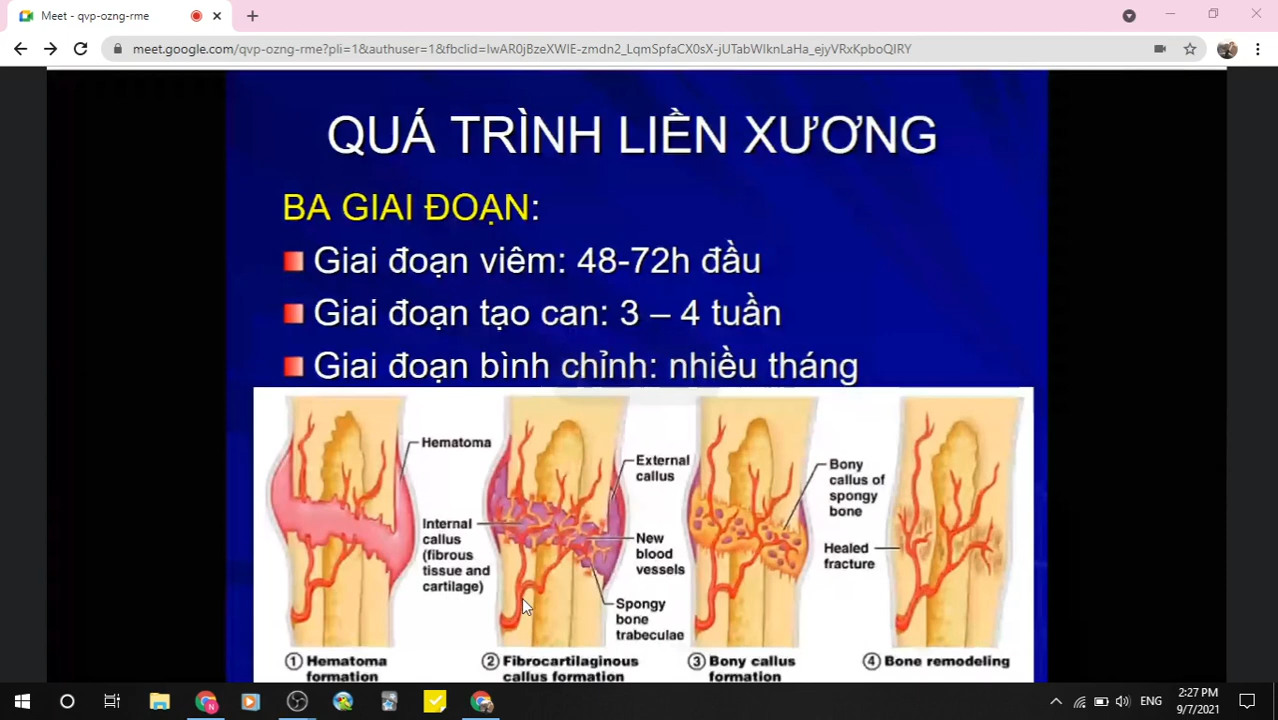 Meet - qvp-ozng-rme
meet.google.com/qvp-ozng-rme?pli=1&authuser=1&fbclid=IwAR0jBzeXWIE-zmdn2_LqmSpfaCX0sX-jUTabWIknLaHa_ejyVRxKpboQIRY
QUÁ TRÌNH LIỀN XƯƠNG
BA GIAI ĐOẠN:
Giai đoạn viêm: 48-72h đầu
Giai đoạn tạo can: 3 – 4 tuần
Giai đoạn bình chỉnh: nhiều tháng
Hematoma
Internal
callus
(fibrous
tissue and
cartilage)
External
callus
New
blood
vessels
Spongy
bone
trabeculae
Bony
callus of
spongy
bone
Healed
fracture
① Hematoma
formation
② Fibrocartilaginous
callus formation
③ Bony callus
formation
④ Bone remodeling
ENG
2:27 PM
9/7/2021